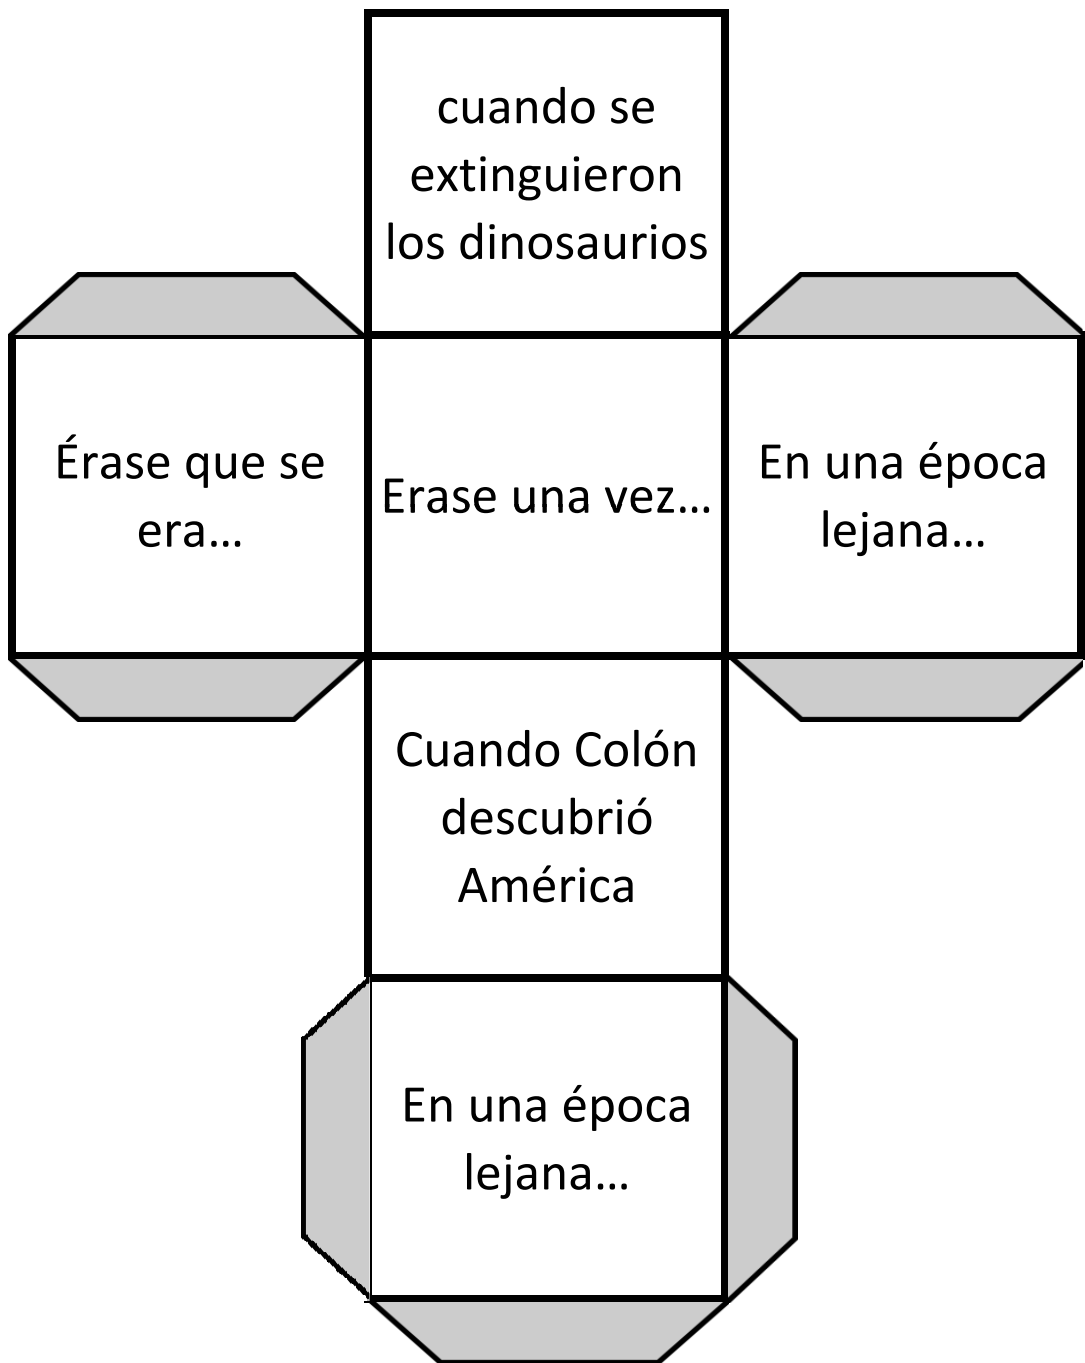 cuando se
extinguieron
los dinosaurios
Érase que se
era...
Erase una vez...
En una época
lejana...
Cuando Colón
descubrió
América
En una época
lejana...